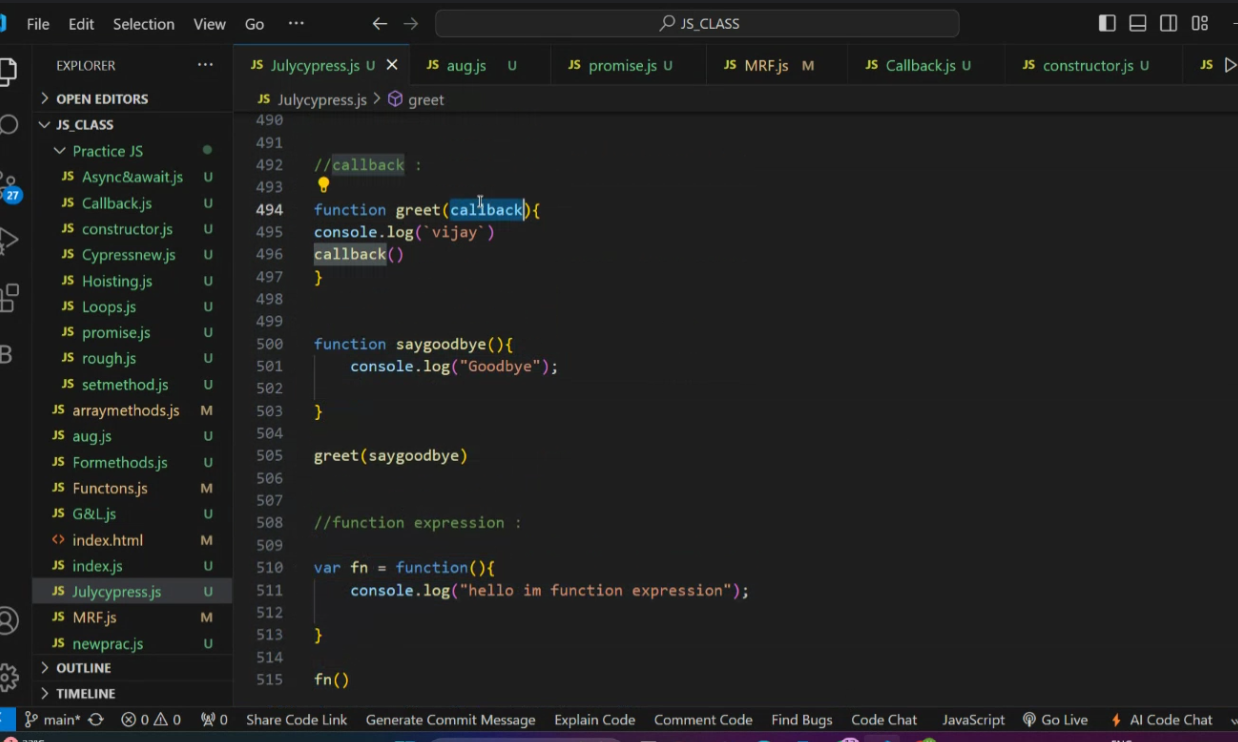 File Edit Selection View Go ··· JS_CLASS
EXPLORER ···
JS Julycypress.js U JS aug.js U JS promise.js U JS MRF.js M JS Callback.js U JS constructor.js U JS
OPEN EDITORS
JS Julycypress.js > greet
JS_CLASS
Practice JS
JS Async&await.js U
JS Callback.js U
JS constructor.js U
JS Cypressnew.js U
JS Hoisting.js U
JS Loops.js U
JS promise.js U
JS rough.js U
JS setmethod.js U
JS arraymethods.js M
JS aug.js U
JS Formethods.js U
JS Functons.js M
JS G&L.js U
<> index.html M
JS index.js U
JS Julycypress.js U
JS MRF.js M
JS newprac.js U
OUTLINE
TIMELINE
27
490
491
492 //callback :
493
494 function greet(callback){
495 console.log(`vijay`)
496 callback()
497 }
498
499
500 function saygoodbye(){
501 console.log("Goodbye");
502
503 }
504
505 greet(saygoodbye)
506
507
508 //function expression :
509
510 var fn = function(){
511 console.log("hello im function expression");
512
513 }
514
515 fn()
main* 0 0 0 Share Code Link Generate Commit Message Explain Code Comment Code Find Bugs Code Chat JavaScript Go Live AI Code Chat